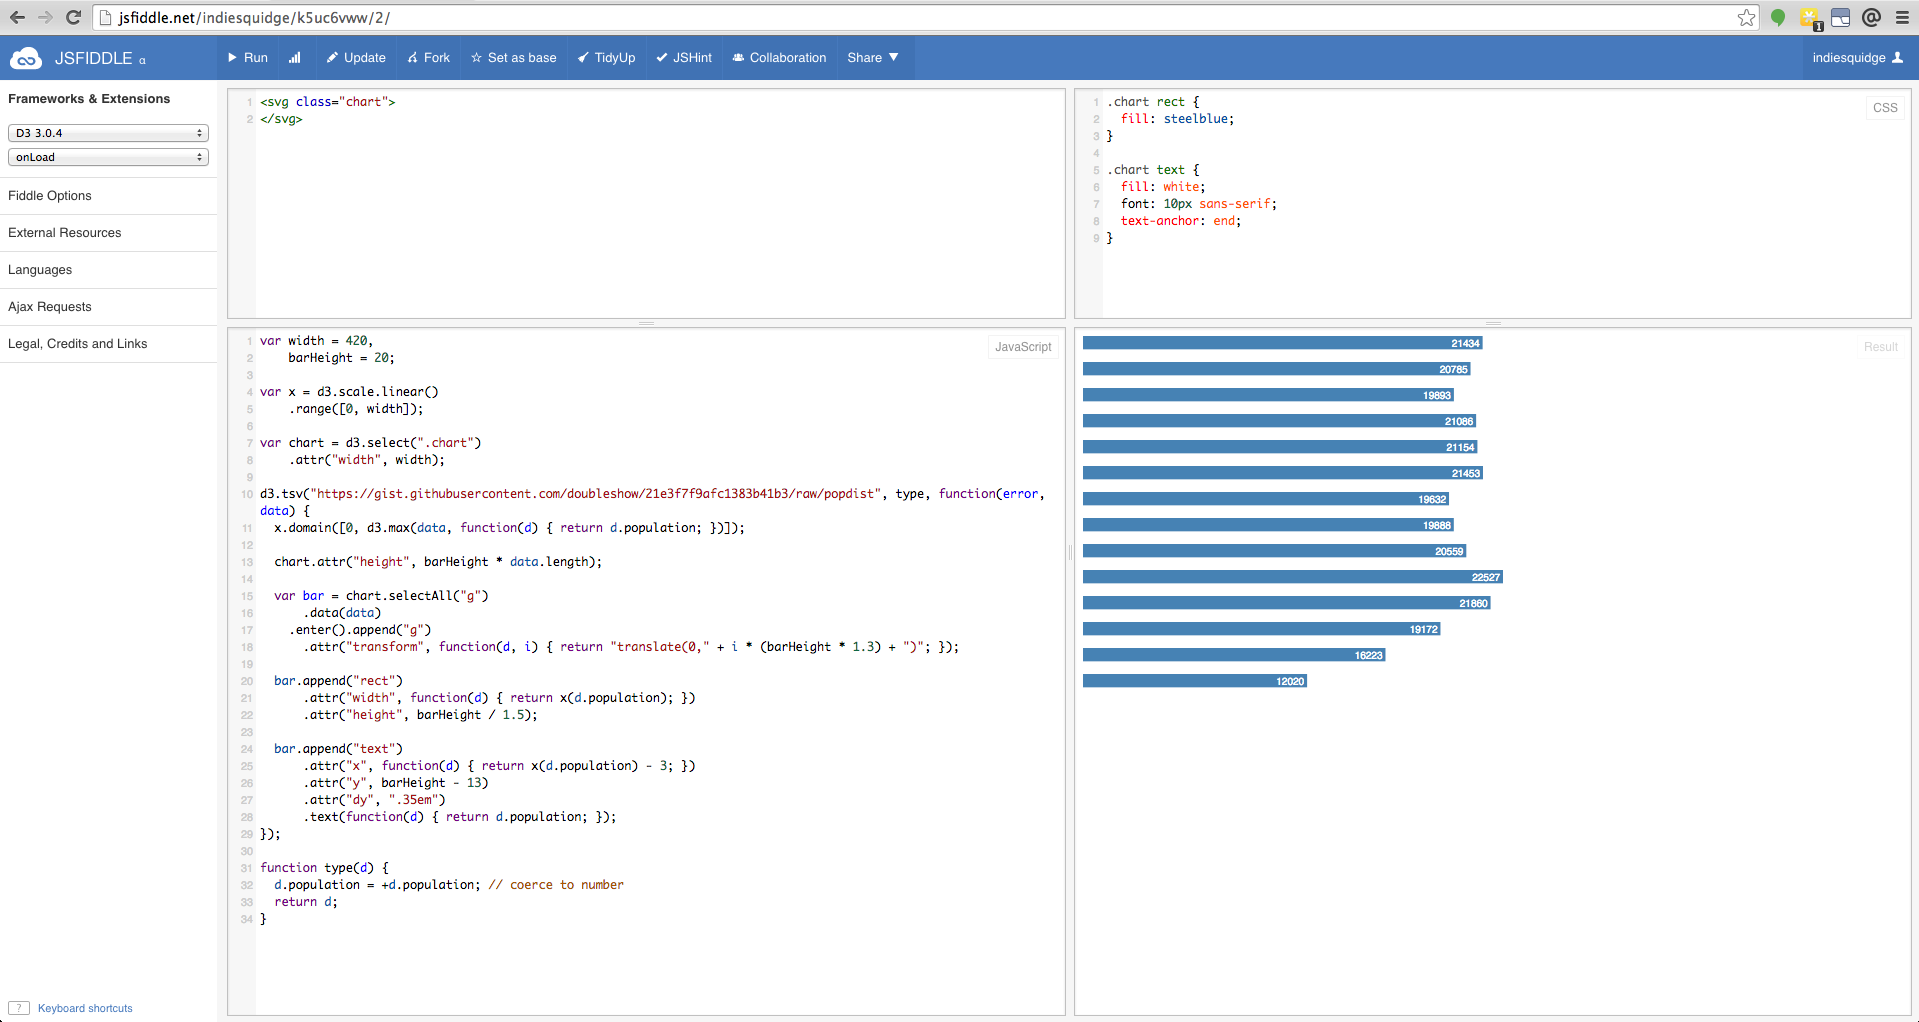 jsfiddle.net/indiesquidge/k5uc6vww/2/
1
JSFIDDLE α
Run
Update
Fork
Set as base
TidyUp
JSHint
Collaboration
Share ▼
indiesquidge
Frameworks & Extensions
D3 3.0.4
onLoad
Fiddle Options
External Resources
Languages
Ajax Requests
Legal, Credits and Links
? Keyboard shortcuts
1 <svg class="chart">
2 </svg>
CSS
1 .chart rect {
2   fill: steelblue;
3 }
4
5 .chart text {
6   fill: white;
7   font: 10px sans-serif;
8   text-anchor: end;
9 }
JavaScript
1 var width = 420,
2     barHeight = 20;
3
4 var x = d3.scale.linear()
5     .range([0, width]);
6
7 var chart = d3.select(".chart")
8     .attr("width", width);
9
10 d3.tsv("https://gist.githubusercontent.com/doubleshow/21e3f7f9afc1383b41b3/raw/popdist", type, function(error,
data) {
11   x.domain([0, d3.max(data, function(d) { return d.population; })]);
12
13   chart.attr("height", barHeight * data.length);
14
15   var bar = chart.selectAll("g")
16       .data(data)
17     .enter().append("g")
18       .attr("transform", function(d, i) { return "translate(0," + i * (barHeight * 1.3) + ")"; });
19
20   bar.append("rect")
21       .attr("width", function(d) { return x(d.population); })
22       .attr("height", barHeight / 1.5);
23
24   bar.append("text")
25       .attr("x", function(d) { return x(d.population) - 3; })
26       .attr("y", barHeight - 13)
27       .attr("dy", ".35em")
28       .text(function(d) { return d.population; });
29 });
30
31 function type(d) {
32   d.population = +d.population; // coerce to number
33   return d;
34 }
Result
21434
20785
19893
21086
21154
21453
19632
19888
20559
22527
21860
19172
16223
12020